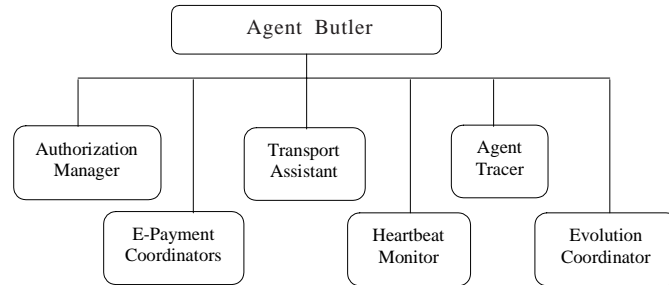 Agent Butler
Authorization
Manager
Transport
Assistant
Agent
Tracer
E-Payment
Coordinators
Heartbeat
Monitor
Evolution
Coordinator